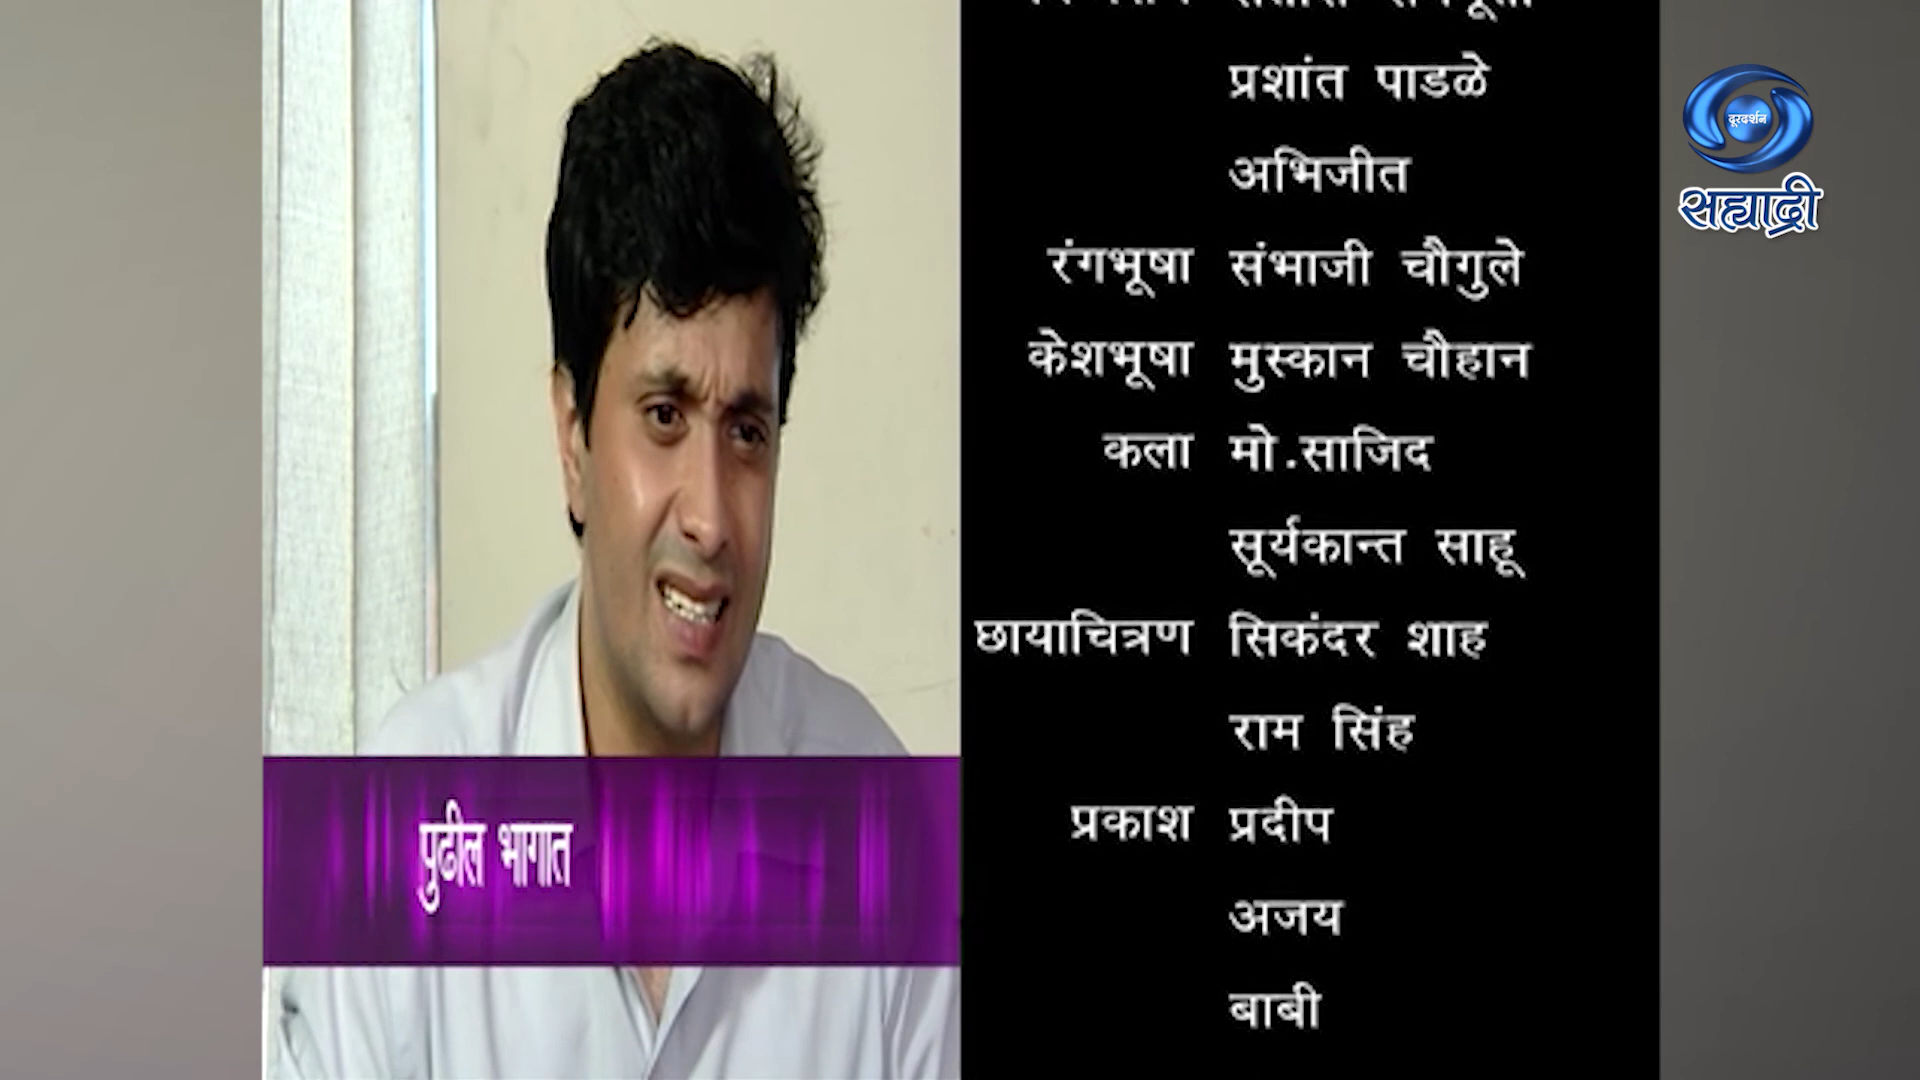 प्रशांत पाडळे
अभिजीत
रंगभूषा संभाजी चौगुले
केशभूषा मुस्कान चौहान
कला मो.साजिद
सूर्यकान्त साहू
छायाचित्रण सिकंदर शाह
राम सिंह
प्रकाश प्रदीप
अजय
बाबी
पुढील भागात
दूरदर्शन
सह्याद्री